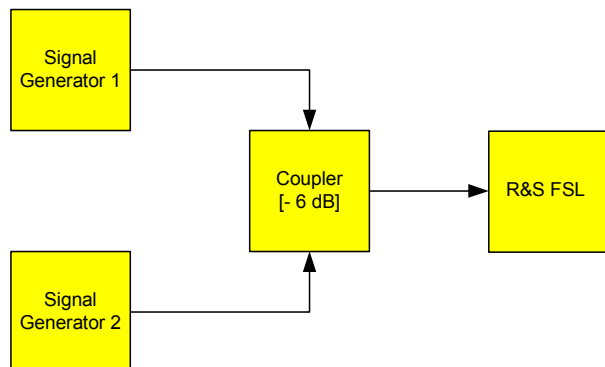 Signal
Generator 1
Coupler
[- 6 dB]
R&S FSL
Signal
Generator 2